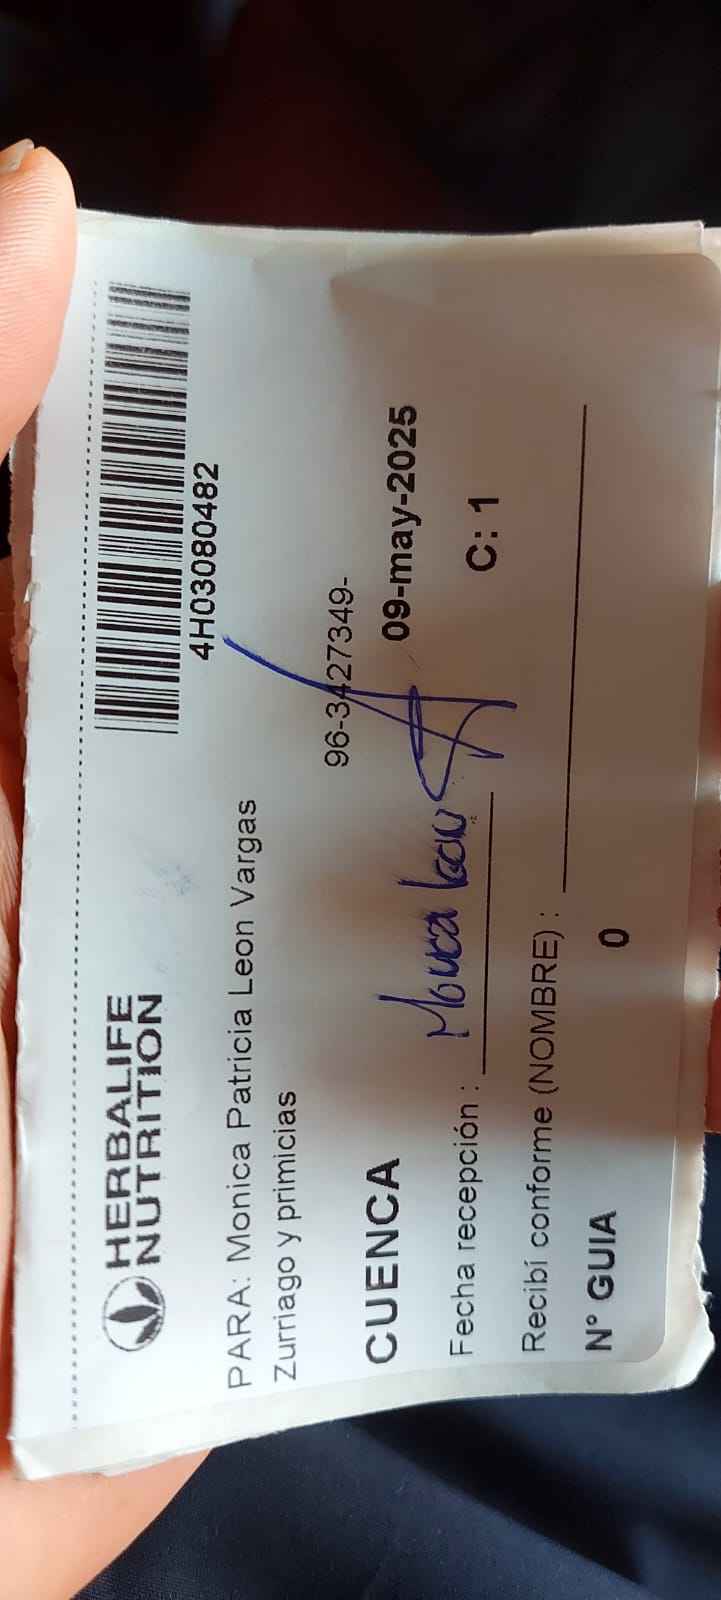 HERBALIFE
NUTRITION
4H03080482
PARA: Monica Patricia Leon Vargas
Zurriago y primicias
96-3427349-
CUENCA 09-may-2025
Fecha recepción : Monica Leon C: 1
Recibí conforme (NOMBRE) :
N° GUIA 0